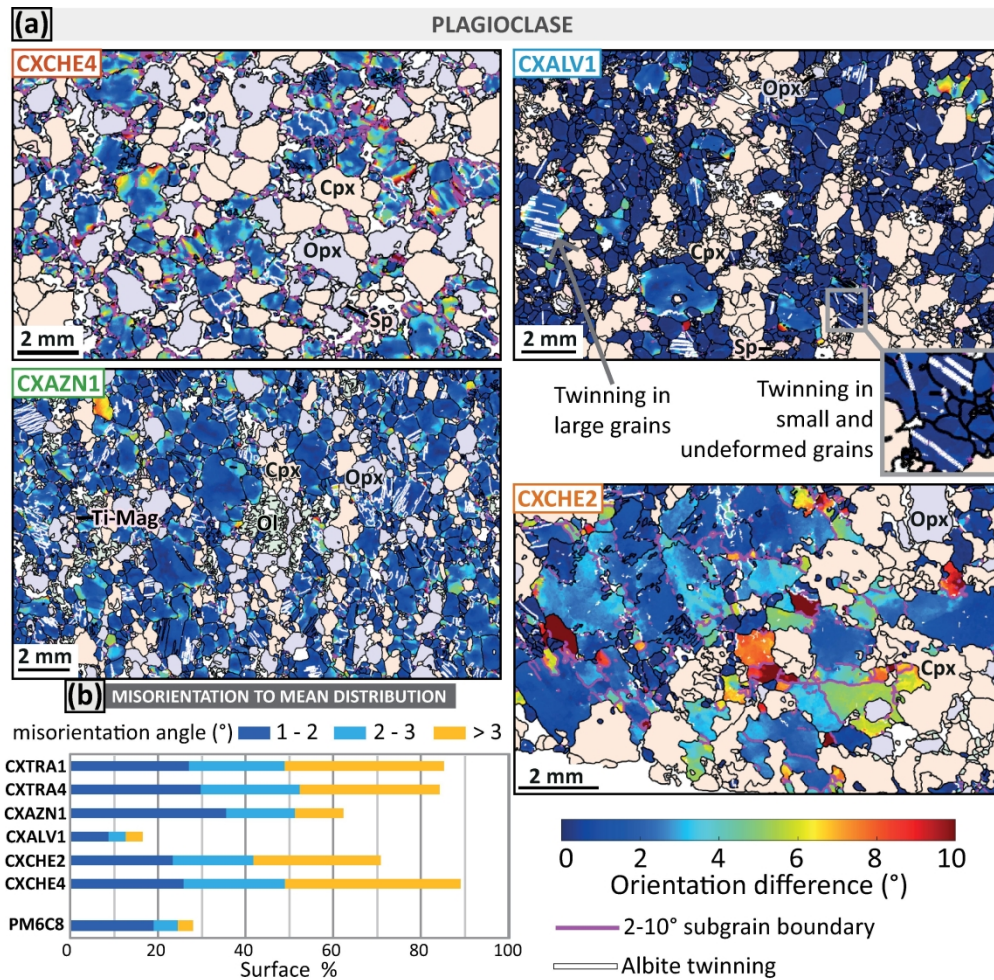 (a)
PLAGIOCLASE
CXCHE4
Cpx
Opx
Sp
2 mm
CXALV1
Opx
Cpx
Sp
2 mm
Twinning in
large grains
Twinning in
small and
undeformed grains
CXAZN1
Cpx
Opx
Ti-Mag
Ol
2 mm
CXCHE2
Opx
Cpx
2 mm
(b)
MISORIENTATION TO MEAN DISTRIBUTION
misorientation angle (°) 1 - 2 2 - 3 > 3
CXTRA1
CXTRA4
CXAZN1
CXALV1
CXCHE2
CXCHE4
PM6C8
0 20 40 60 80 100
Surface %
0 2 4 6 8 10
Orientation difference (°)
2-10° subgrain boundary
Albite twinning